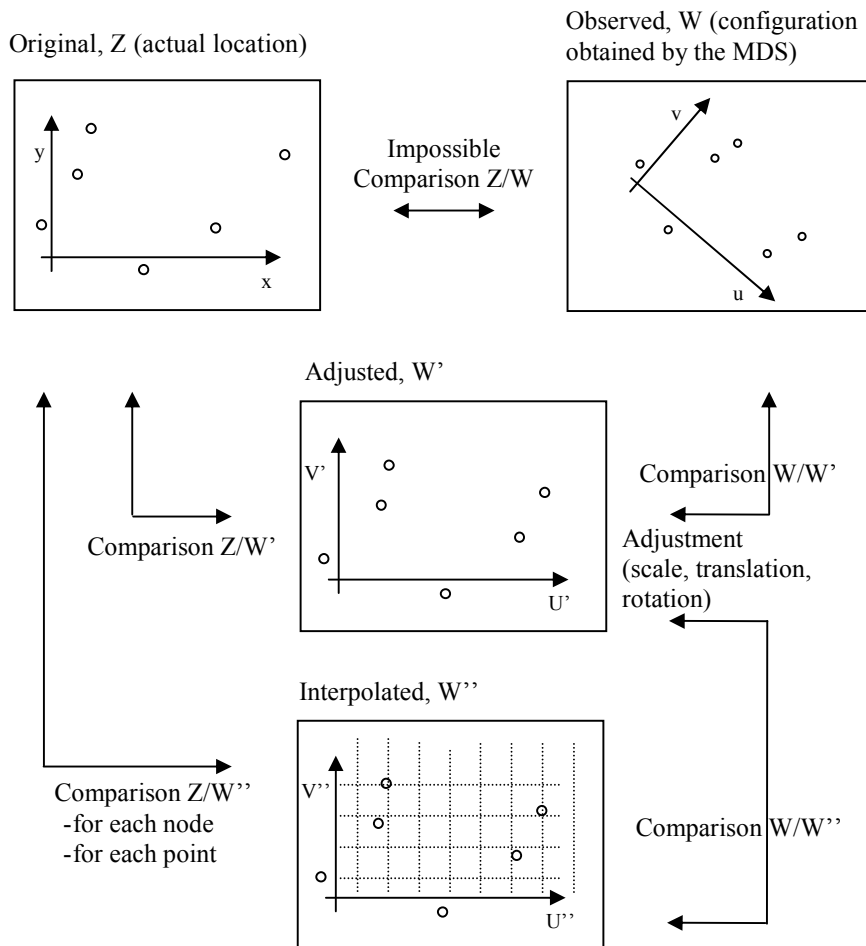 Original, Z (actual location)
Observed, W (configuration
obtained by the MDS)
y
x
Impossible
Comparison Z/W
v
u
Adjusted, W’
V’
U’
Comparison Z/W’
Comparison W/W’
Adjustment
(scale, translation,
rotation)
Interpolated, W’’
V’’
U’’
Comparison Z/W’’
-for each node
-for each point
Comparison W/W’’